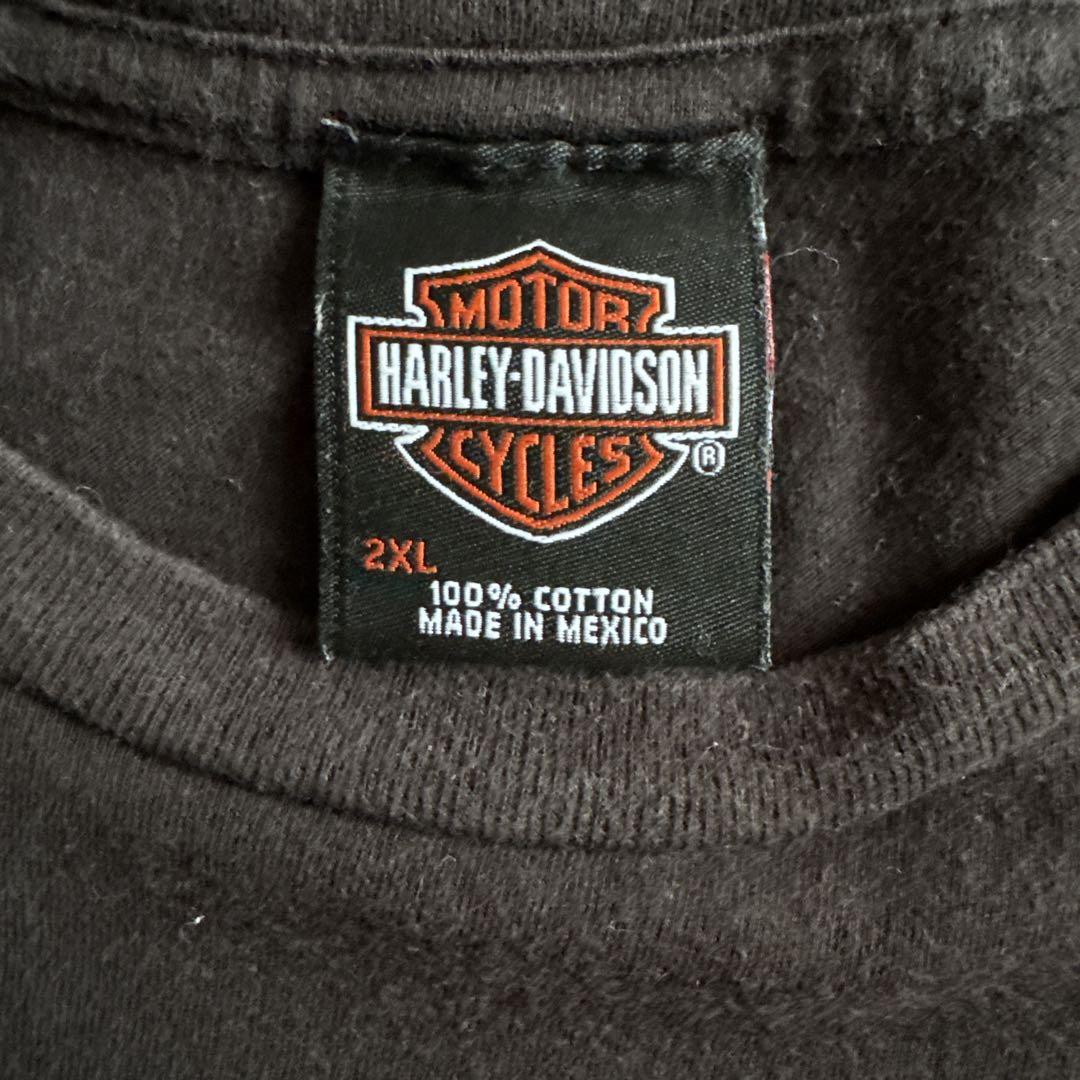 MOTOR
HARLEY-DAVIDSON
CYCLES
®
2XL
100% COTTON
MADE IN MEXICO